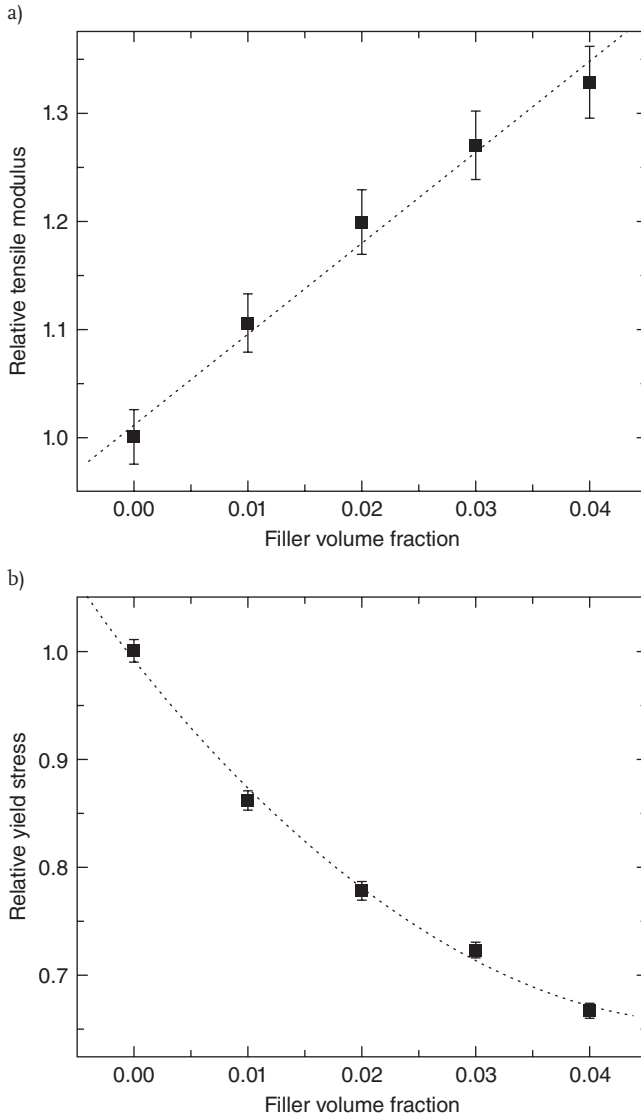 a)
1.3
1.2
1.1
1.0
Relative tensile modulus
0.00 0.01 0.02 0.03 0.04
Filler volume fraction
b)
1.0
0.9
0.8
0.7
Relative yield stress
0.00 0.01 0.02 0.03 0.04
Filler volume fraction